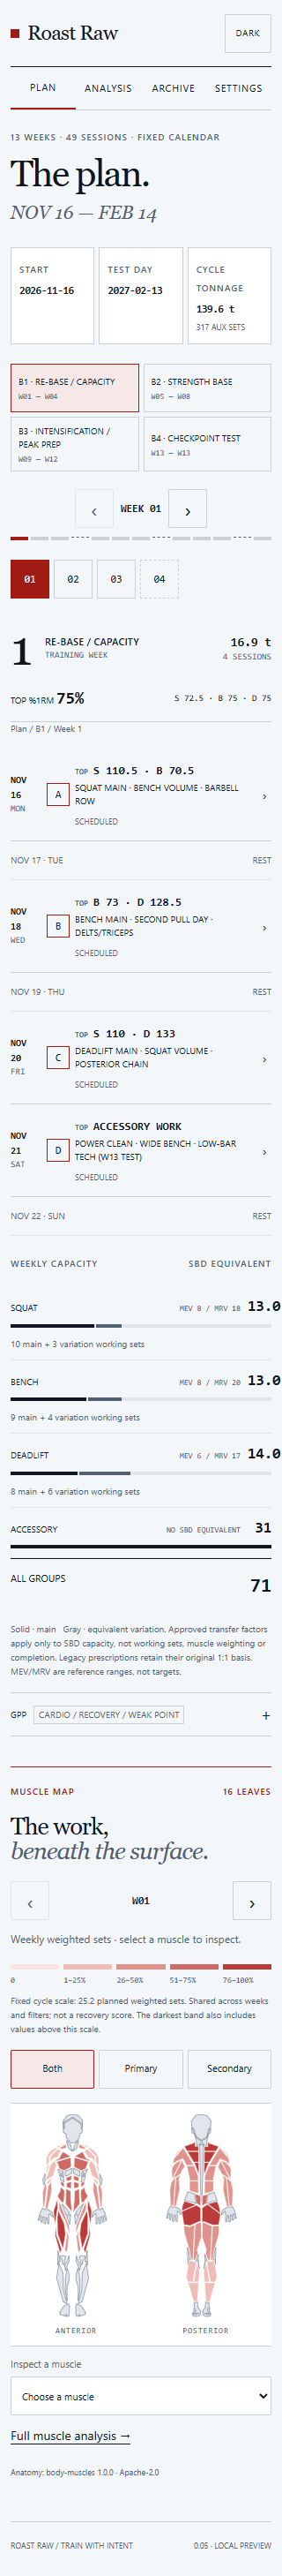 Roast Raw
DARK
PLAN
ANALYSIS
ARCHIVE
SETTINGS
13 WEEKS · 49 SESSIONS · FIXED CALENDAR
The plan.
NOV 16 — FEB 14
START
2026-11-16
TEST DAY
2027-02-13
CYCLE
TONNAGE
139.6 t
317 AUX SETS
B1 · RE-BASE / CAPACITY
W01 — W04
B2 · STRENGTH BASE
W05 — W08
B3 · INTENSIFICATION /
PEAK PREP
W09 — W12
B4 · CHECKPOINT TEST
W13 — W13
‹
WEEK 01
›
01
02
03
04
1
RE-BASE / CAPACITY
TRAINING WEEK
16.9 t
4 SESSIONS
TOP %1RM 75%
S 72.5 · B 75 · D 75
Plan / B1 / Week 1
NOV
16
MON
A
TOP S 110.5 · B 70.5
SQUAT MAIN · BENCH VOLUME · BARBELL
ROW
SCHEDULED
›
NOV 17 · TUE
REST
NOV
18
WED
B
TOP B 73 · D 128.5
BENCH MAIN · SECOND PULL DAY ·
DELTS/TRICEPS
SCHEDULED
›
NOV 19 · THU
REST
NOV
20
FRI
C
TOP S 110 · D 133
DEADLIFT MAIN · SQUAT VOLUME ·
POSTERIOR CHAIN
SCHEDULED
›
NOV
21
SAT
D
TOP ACCESSORY WORK
POWER CLEAN · WIDE BENCH · LOW-BAR
TECH (W13 TEST)
SCHEDULED
›
NOV 22 · SUN
REST
WEEKLY CAPACITY
SBD EQUIVALENT
SQUAT
MEV 8 / MRV 18 13.0
10 main + 3 variation working sets
BENCH
MEV 8 / MRV 20 13.0
9 main + 4 variation working sets
DEADLIFT
MEV 6 / MRV 17 14.0
8 main + 6 variation working sets
ACCESSORY
NO SBD EQUIVALENT 31
ALL GROUPS
71
Solid · main Gray · equivalent variation. Approved transfer factors
apply only to SBD capacity, not working sets, muscle weighting or
completion. Legacy prescriptions retain their original 1:1 basis.
MEV/MRV are reference ranges, not targets.
GPP
CARDIO / RECOVERY / WEAK POINT
+
MUSCLE MAP
16 LEAVES
The work,
beneath the surface.
‹
W01
›
Weekly weighted sets · select a muscle to inspect.
0
1–25%
26–50%
51–75%
76–100%
Fixed cycle scale: 25.2 planned weighted sets. Shared across weeks
and filters; not a recovery score. The darkest band also includes
values above this scale.
Both
Primary
Secondary
ANTERIOR
POSTERIOR
Inspect a muscle
Choose a muscle
Full muscle analysis →
Anatomy: body-muscles 1.0.0 · Apache-2.0
ROAST RAW / TRAIN WITH INTENT
0.05 · LOCAL PREVIEW